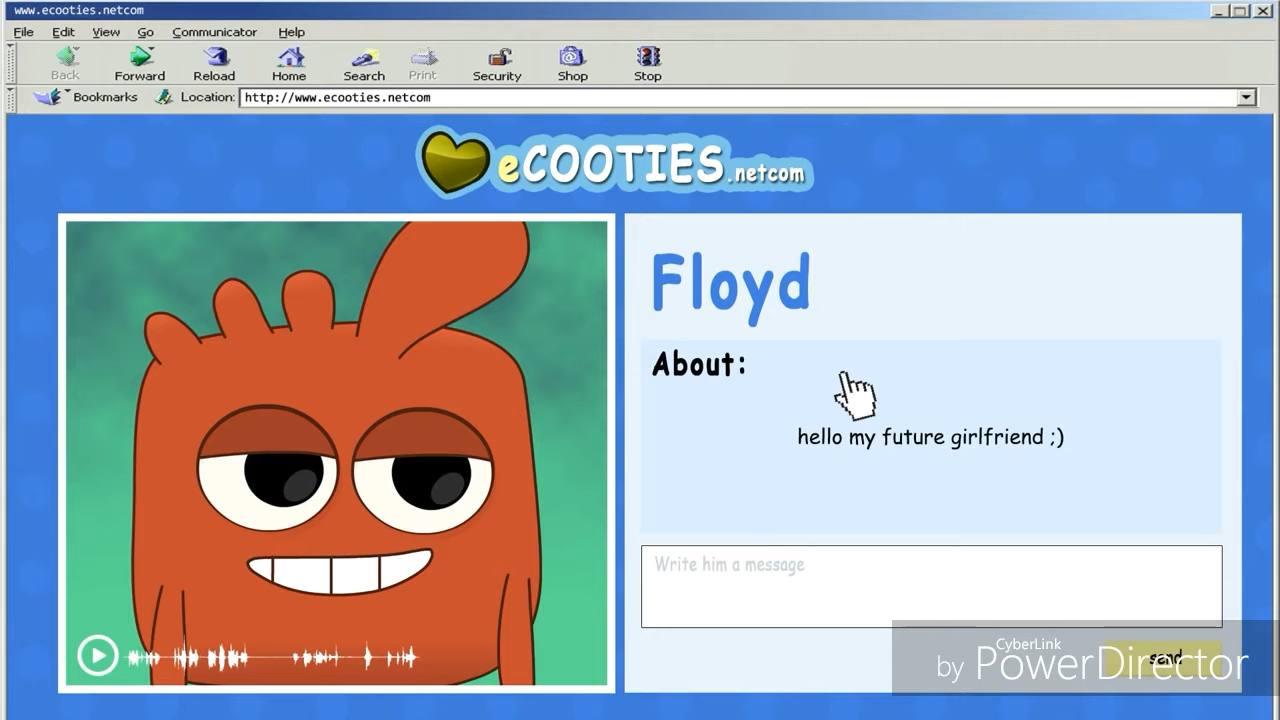 www.ecooties.netcom
File Edit View Go Communicator Help
Back Forward Reload Home Search Print Security Shop Stop
Bookmarks Location: http://www.ecooties.netcom
eCOOTIES.netcom
Floyd
About:
hello my future girlfriend ;)
Write him a message
send
CyberLink
by PowerDirector